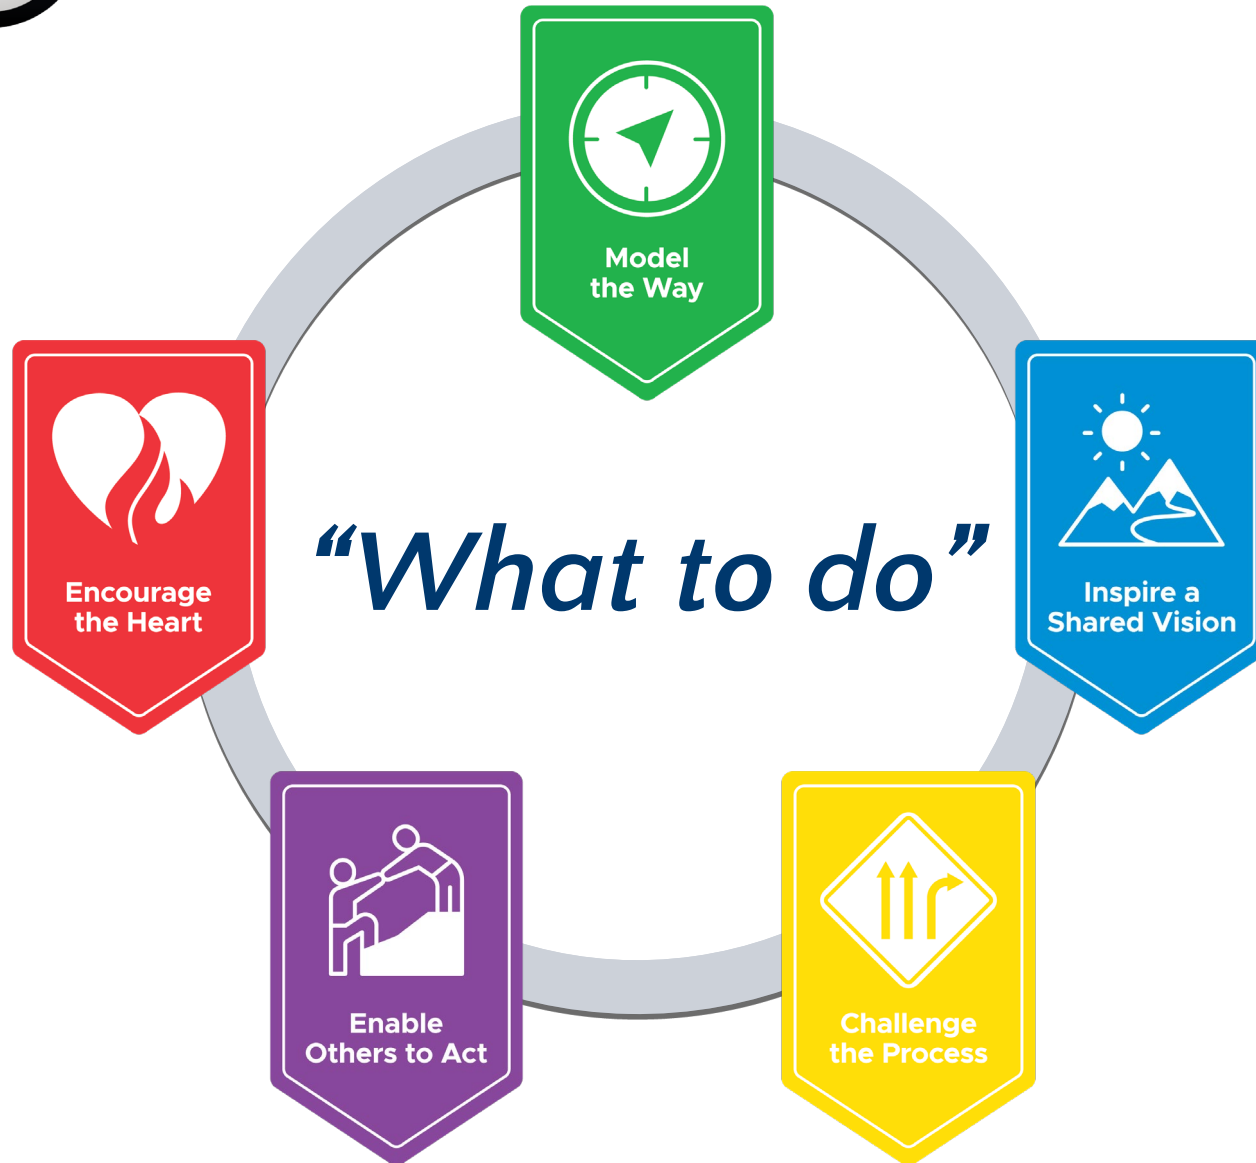 Model
the Way
Inspire a
Shared Vision
Challenge
the Process
Enable
Others to Act
Encourage
the Heart
“What to do”